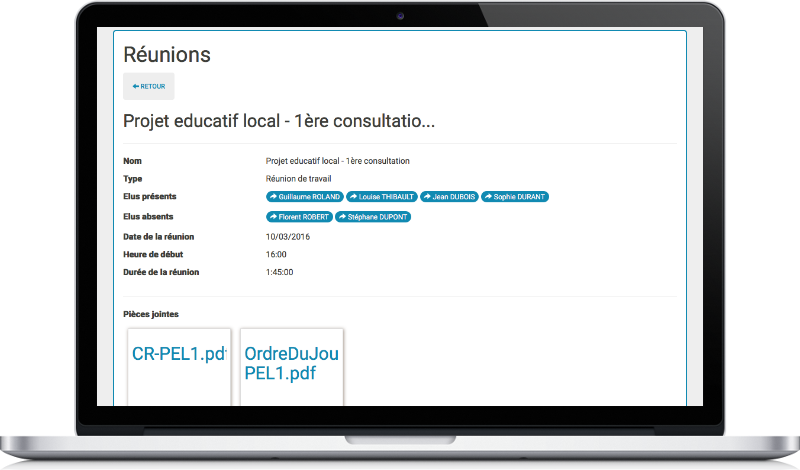 Réunions
RETOUR
Projet educatif local - 1ère consultatio...
Nom Projet educatif local - 1ère consultation
Type Réunion de travail
Elus présents Guillaume ROLAND Louise THIBAULT Jean DUBOIS Sophie DURANT
Elus absents Florent ROBERT Stéphane DUPONT
Date de la réunion 10/03/2016
Heure de début 16:00
Durée de la réunion 1:45:00
Pièces jointes
CR-PEL1.pdf OrdreDuJou
PEL1.pdf